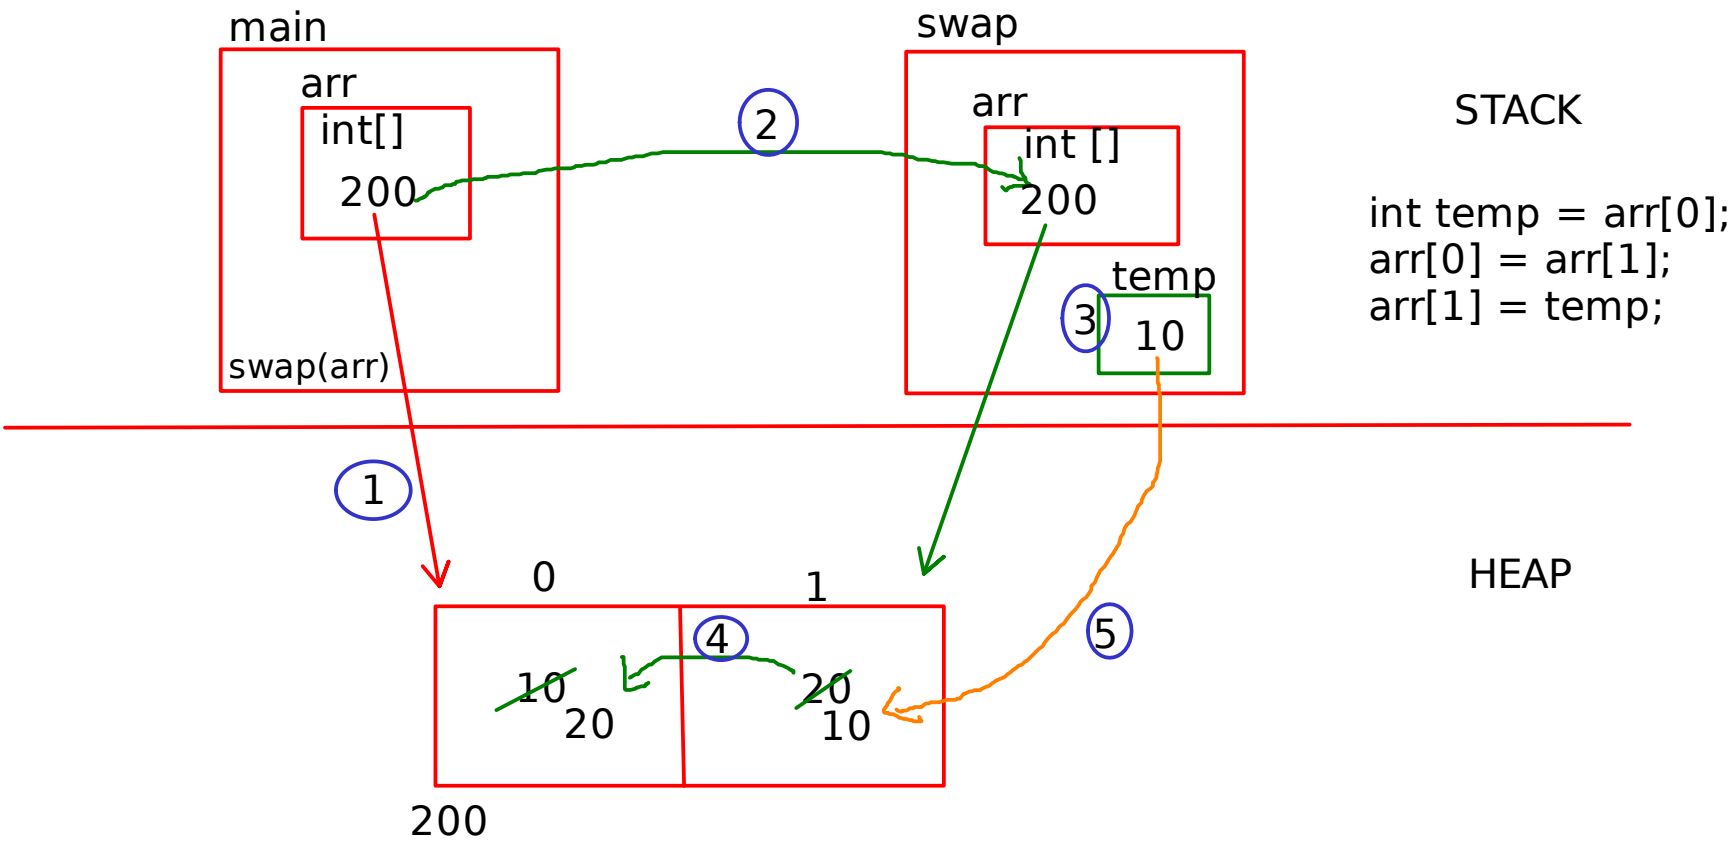 main
arr
int[]
200
swap(arr)
2
swap
arr
int []
200
temp
3
10
STACK
int temp = arr[0];
arr[0] = arr[1];
arr[1] = temp;
1
HEAP
0
1
4
5
10
20
20
10
200